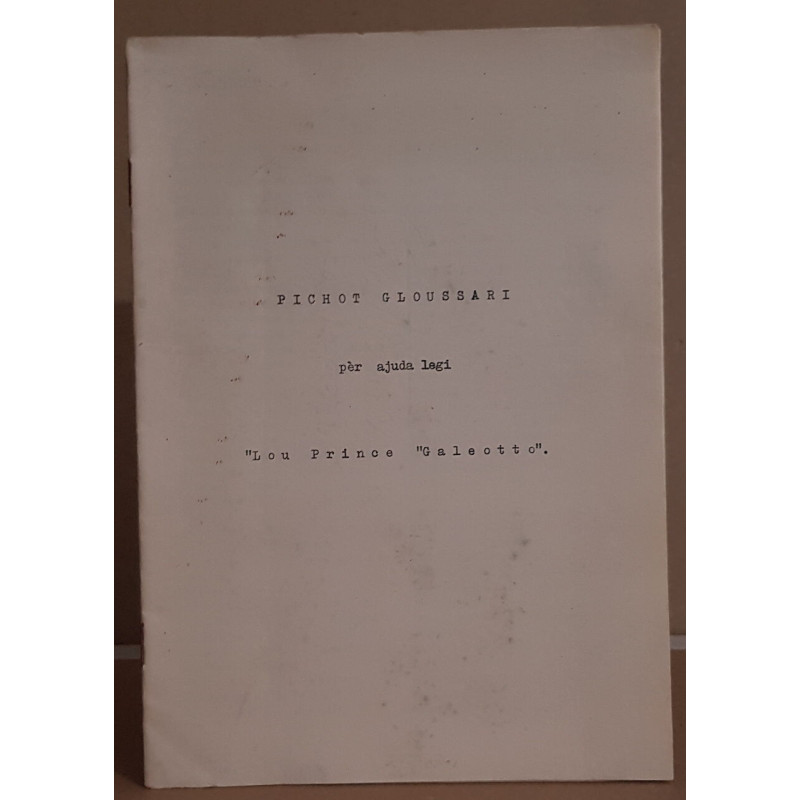 PICHOT GLOUSSARI
pèr ajuda legi
"Lou Prince "Galeotto".